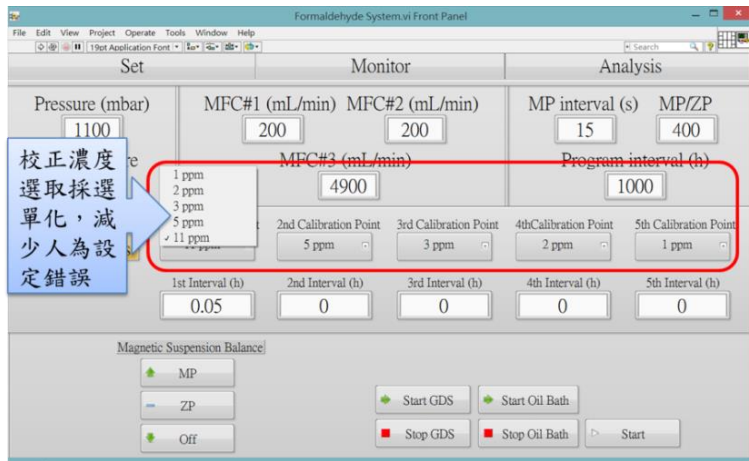 Formaldehyde System.vi Front Panel
File Edit View Project Operate Tools Window Help
19pt Application Font
Search
Set Monitor Analysis
Pressure (mbar) MFC#1 (mL/min) MFC#2 (mL/min) MP interval (s) MP/ZP
1100 200 200 15 400
MFC#3 (mL/min) Program interval (h)
4900 1000
校正濃度
選取採選
單化,減
少人為設
定錯誤
1 ppm
2 ppm
3 ppm
5 ppm
✓ 11 ppm
2nd Calibration Point 3rd Calibration Point 4thCalibration Point 5th Calibration Point
11 ppm 5 ppm 3 ppm 2 ppm 1 ppm
1st Interval (h) 2nd Interval (h) 3rd Interval (h) 4th Interval (h) 5th Interval (h)
0.05 0 0 0 0
Magnetic Suspension Balance
MP
ZP
Off
Start GDS Start Oil Bath
Stop GDS Stop Oil Bath Start